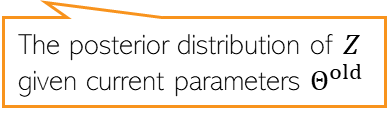 The posterior distribution of Z
given current parameters Θ^old